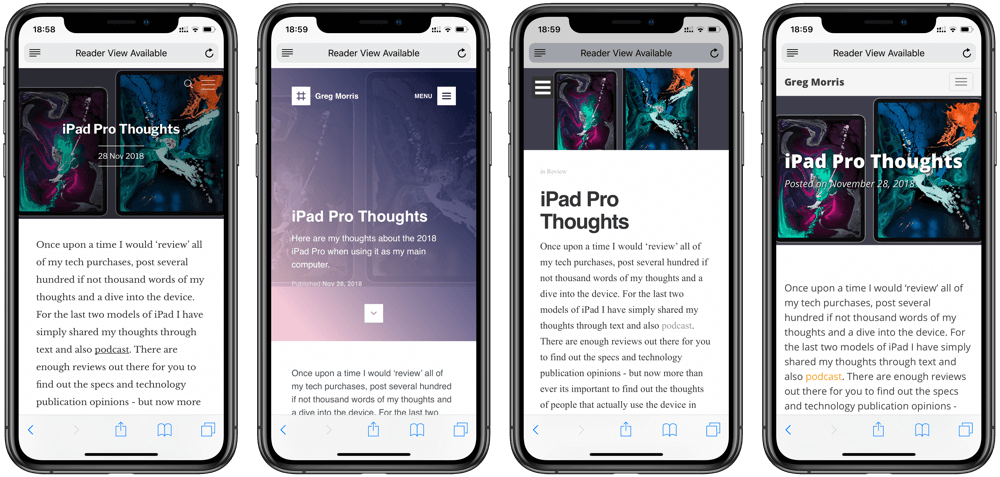 18:58
Reader View Available
iPad Pro Thoughts
28 Nov 2018
Once upon a time I would ‘review’ all
of my tech purchases, post several
hundred if not thousand words of my
thoughts and a dive into the device.
For the last two models of iPad I have
simply shared my thoughts through
text and also podcast. There are
enough reviews out there for you to
find out the specs and technology
publication opinions - but now more
18:59
Reader View Available
Greg Morris
MENU
iPad Pro Thoughts
Here are my thoughts about the 2018
iPad Pro when using it as my main
computer.
Published Nov 28, 2018
Once upon a time I would ‘review’ all of
my tech purchases, post several hundred
if not thousand words of my thoughts and
a dive into the device. For the last two
18:59
Reader View Available
in Review
iPad Pro
Thoughts
Once upon a time I would ‘review’ all of
my tech purchases, post several hundred if
not thousand words of my thoughts and a
dive into the device. For the last two
models of iPad I have simply shared my
thoughts through text and also podcast.
There are enough reviews out there for you
to find out the specs and technology
publication opinions - but now more than
ever its important to find out the thoughts
of people that actually use the device in
18:59
Reader View Available
Greg Morris
iPad Pro Thoughts
Posted on November 28, 2018
Once upon a time I would ‘review’ all of
my tech purchases, post several
hundred if not thousand words of my
thoughts and a dive into the device. For
the last two models of iPad I have simply
shared my thoughts through text and
also podcast. There are enough reviews
out there for you to find out the specs
and technology publication opinions -